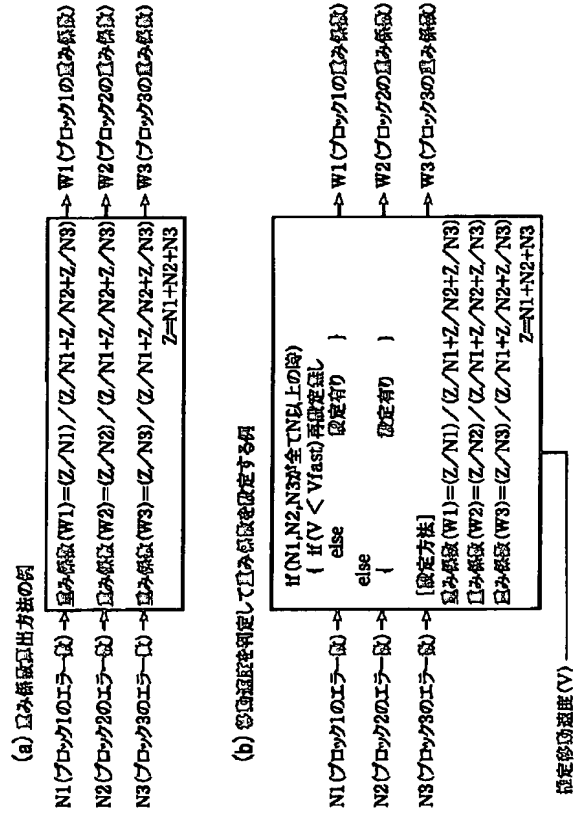 (a) 重み係数算出方法の例
N1(ブロック1のエラー数) → 重み係数(W1)=(Z/N1)/(Z/N1+Z/N2+Z/N3) → W1(ブロック1の重み係数)
N2(ブロック2のエラー数) → 重み係数(W2)=(Z/N2)/(Z/N1+Z/N2+Z/N3) → W2(ブロック2の重み係数)
N3(ブロック3のエラー数) → 重み係数(W3)=(Z/N3)/(Z/N1+Z/N2+Z/N3) → W3(ブロック3の重み係数)
Z=N1+N2+N3
(b) 移動速度を判定して重み係数を設定する例
if(N1,N2,N3が全てN以上の時)
{ if(V < Vfast)再設定無し
N1(ブロック1のエラー数) → else 設定有り } → W1(ブロック1の重み係数)
else
N2(ブロック2のエラー数) → { 設定有り } → W2(ブロック2の重み係数)
N3(ブロック3のエラー数) → [設定方法] → W3(ブロック3の重み係数)
重み係数(W1)=(Z/N1)/(Z/N1+Z/N2+Z/N3)
重み係数(W2)=(Z/N2)/(Z/N1+Z/N2+Z/N3)
重み係数(W3)=(Z/N3)/(Z/N1+Z/N2+Z/N3)
Z=N1+N2+N3
推定移動速度(V)